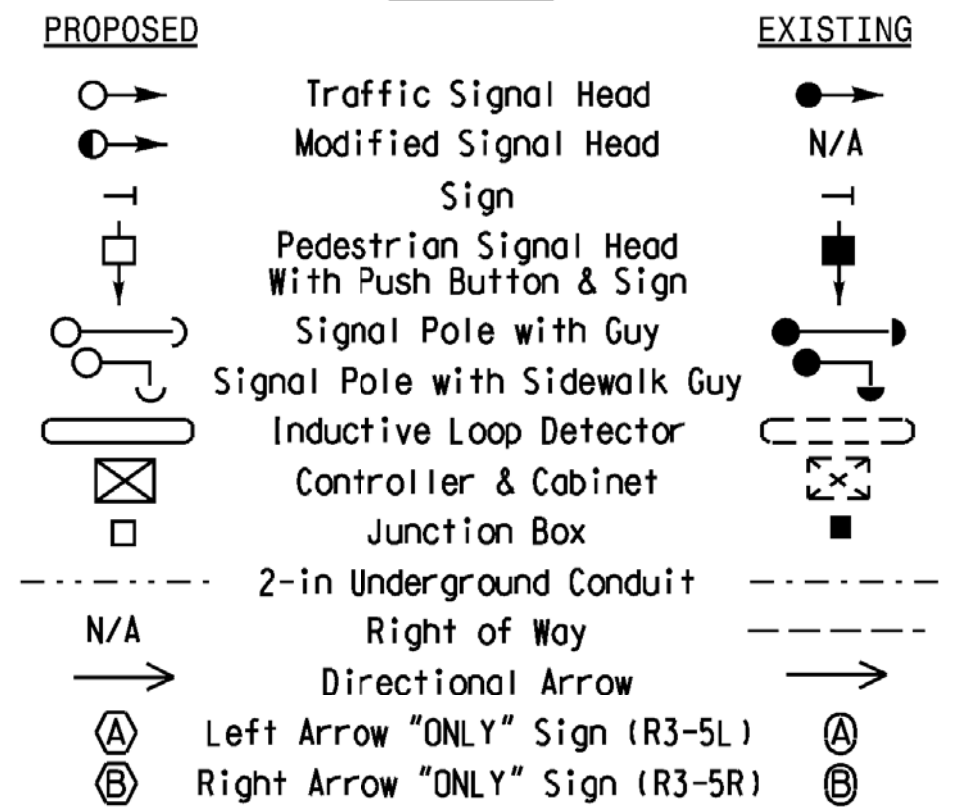 PROPOSED EXISTING
Traffic Signal Head
Modified Signal Head N/A
Sign
Pedestrian Signal Head
With Push Button & Sign
Signal Pole with Guy
Signal Pole with Sidewalk Guy
Inductive Loop Detector
Controller & Cabinet
Junction Box
2-in Underground Conduit
N/A Right of Way
Directional Arrow
A Left Arrow "ONLY" Sign (R3-5L) A
B Right Arrow "ONLY" Sign (R3-5R) B